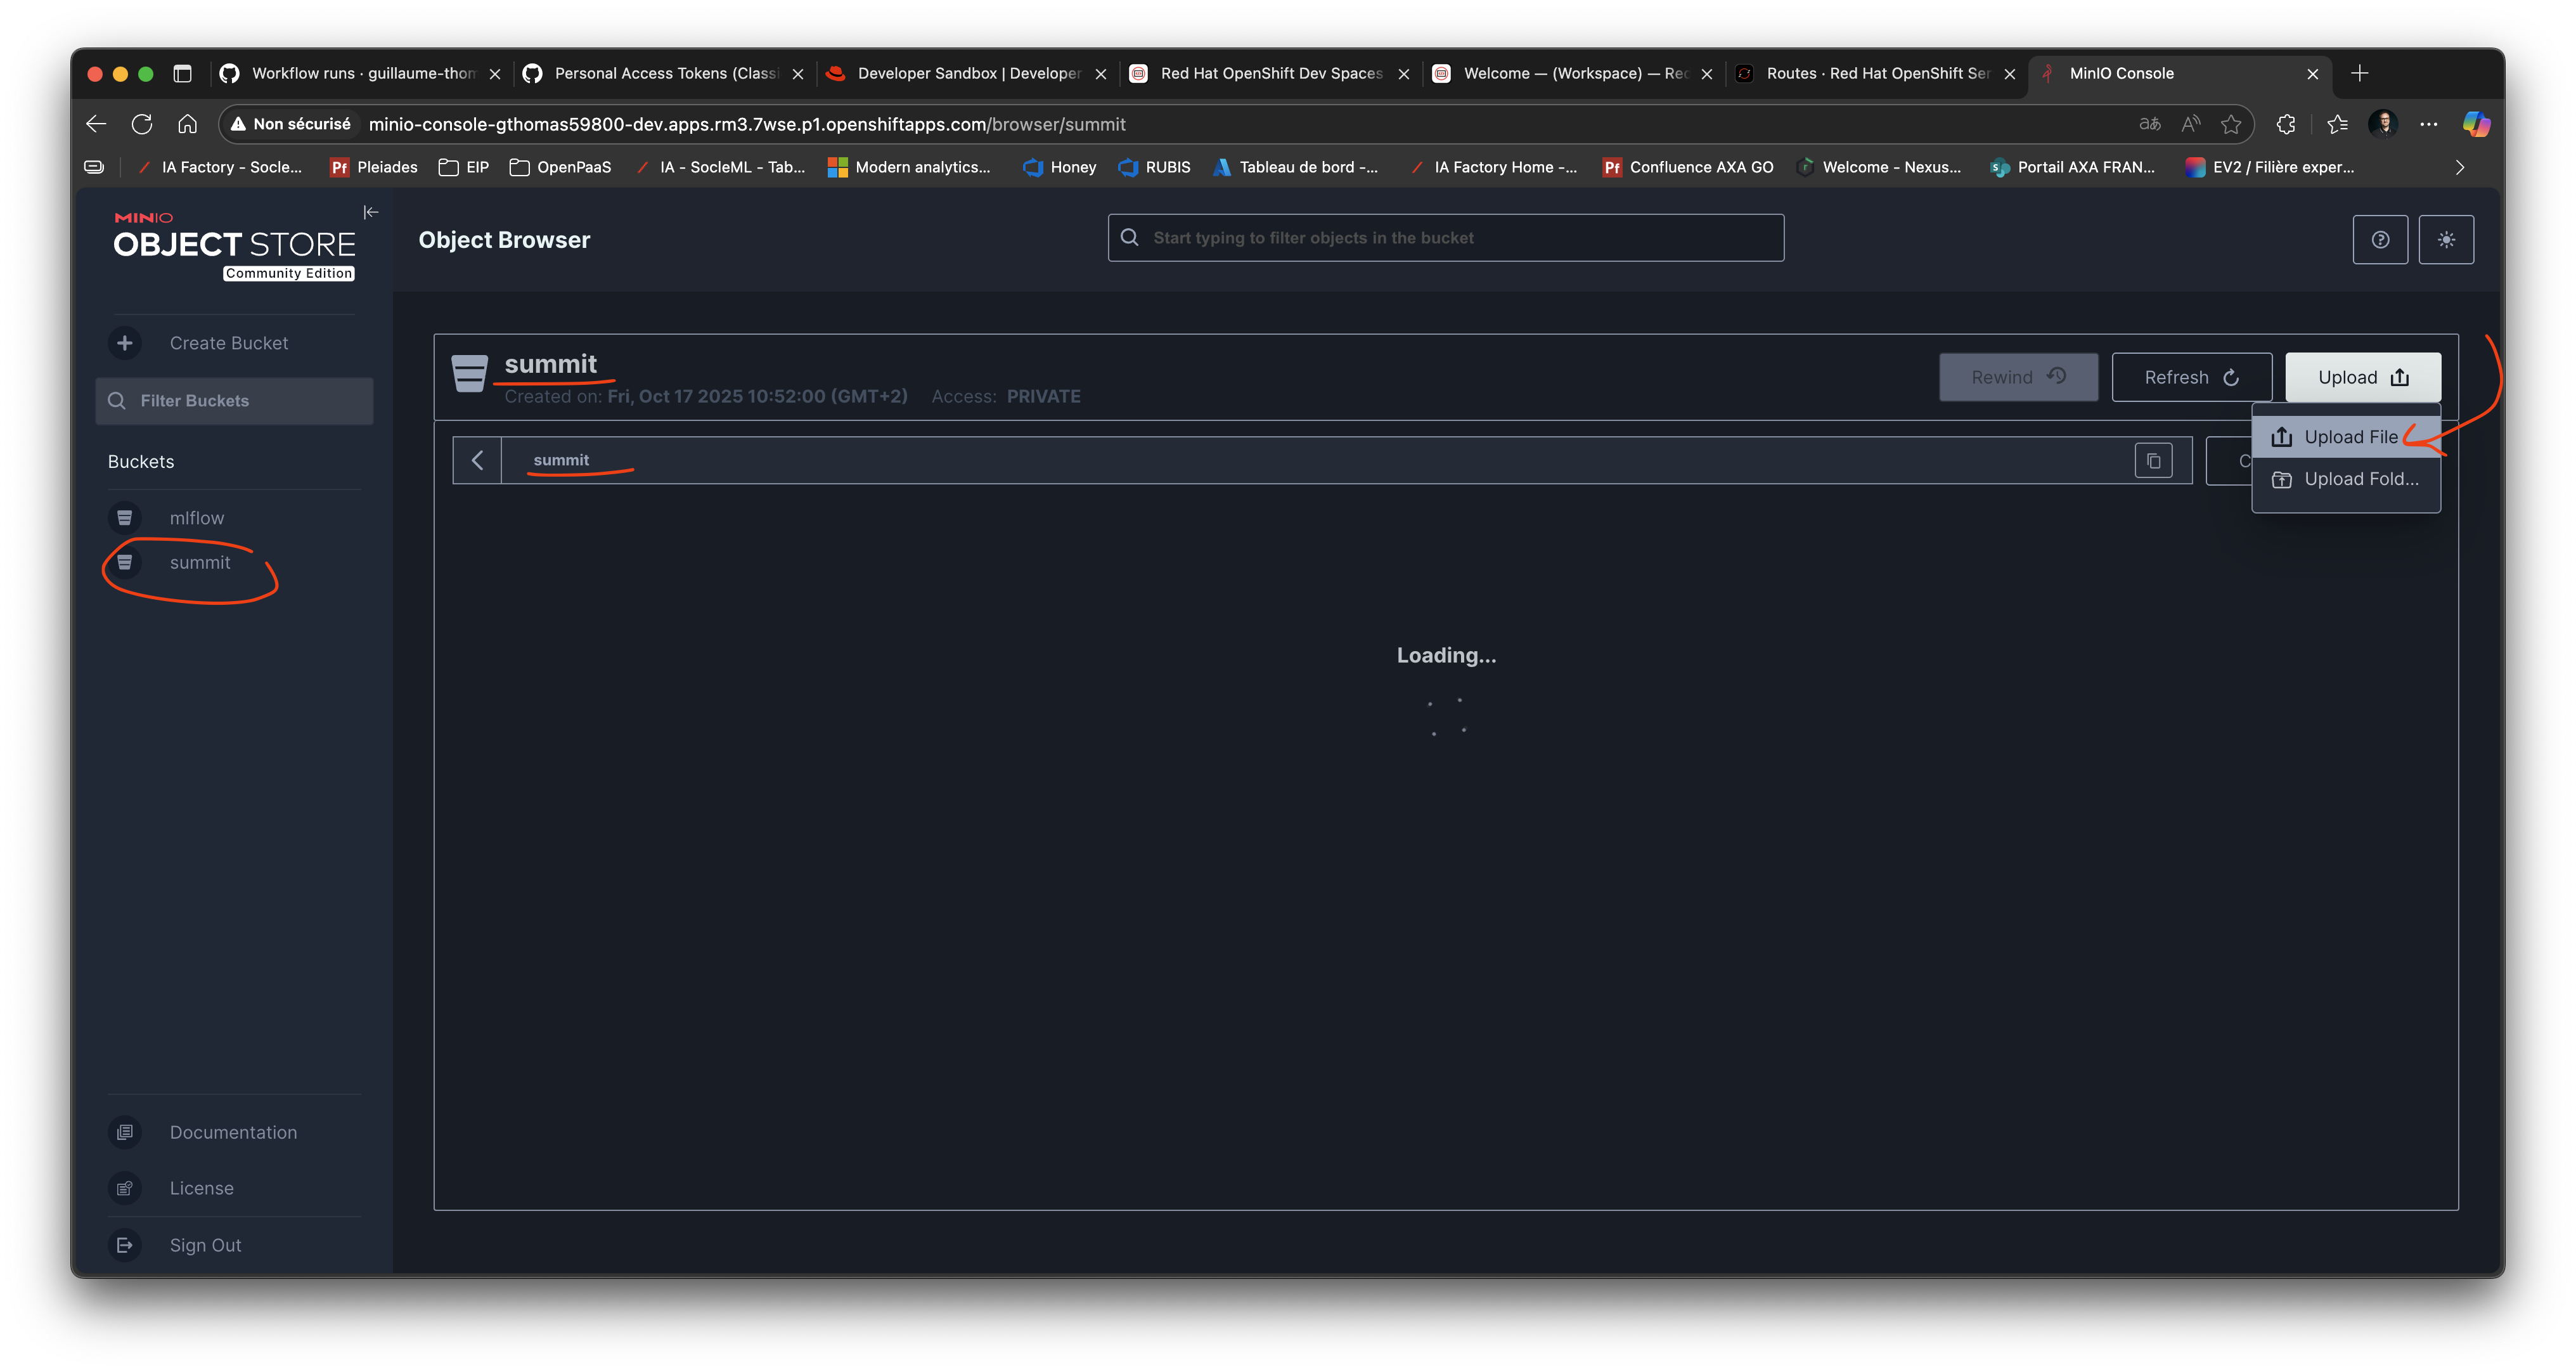 Workflow runs · guillaume-thom
Personal Access Tokens (Classi
Developer Sandbox | Developer
Red Hat OpenShift Dev Spaces
Welcome — (Workspace) — Rec
Routes · Red Hat OpenShift Ser
MinIO Console
Non sécurisé
minio-console-gthomas59800-dev.apps.rm3.7wse.p1.openshiftapps.com/browser/summit
IA Factory - Socle...
Pf Pleiades
EIP
OpenPaaS
IA - SocleML - Tab...
Modern analytics...
Honey
RUBIS
Tableau de bord -...
IA Factory Home -...
Pf Confluence AXA GO
Welcome - Nexus...
Portail AXA FRAN...
EV2 / Filière exper...
MINIO
OBJECT STORE
Community Edition
Object Browser
Start typing to filter objects in the bucket
Create Bucket
Filter Buckets
Buckets
mlflow
summit
summit
Created on: Fri, Oct 17 2025 10:52:00 (GMT+2) Access: PRIVATE
Rewind
Refresh
Upload
Upload File
Upload Fold...
summit
C
Loading...
Documentation
License
Sign Out